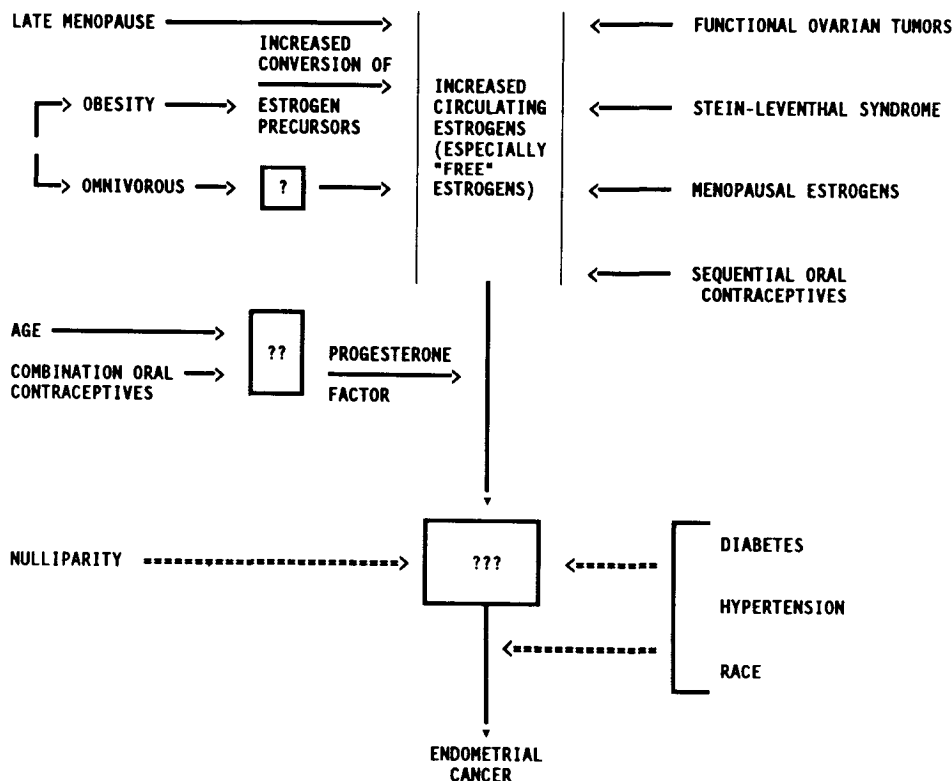 LATE MENOPAUSE
INCREASED
CONVERSION OF
ESTROGEN
PRECURSORS
OBESITY
OMNIVOROUS
?
INCREASED
CIRCULATING
ESTROGENS
(ESPECIALLY
"FREE"
ESTROGENS)
FUNCTIONAL OVARIAN TUMORS
STEIN-LEVENTHAL SYNDROME
MENOPAUSAL ESTROGENS
SEQUENTIAL ORAL
CONTRACEPTIVES
AGE
COMBINATION ORAL
CONTRACEPTIVES
??
PROGESTERONE
FACTOR
NULLIPARITY
???
DIABETES
HYPERTENSION
RACE
ENDOMETRIAL
CANCER